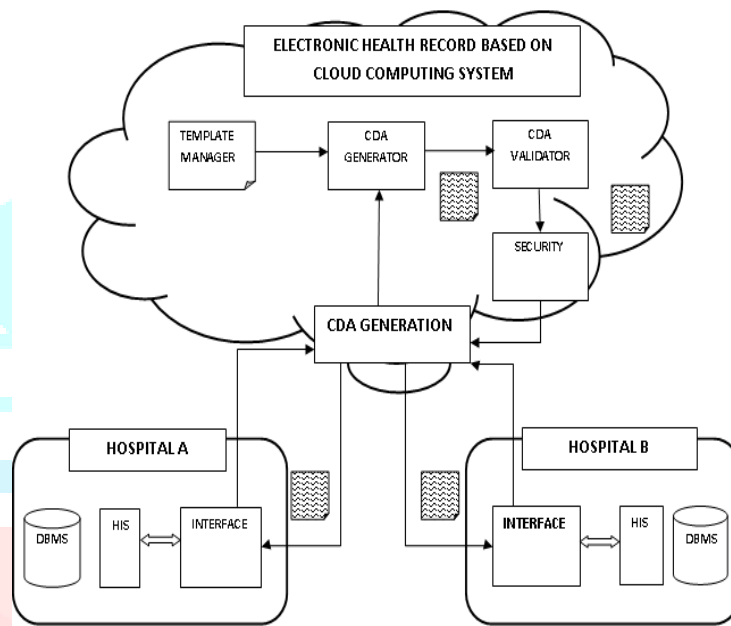 ELECTRONIC HEALTH RECORD BASED ON
CLOUD COMPUTING SYSTEM
TEMPLATE
MANAGER
CDA
GENERATOR
CDA
VALIDATOR
SECURITY
CDA GENERATION
HOSPITAL A
DBMS
HIS
INTERFACE
HOSPITAL B
INTERFACE
HIS
DBMS